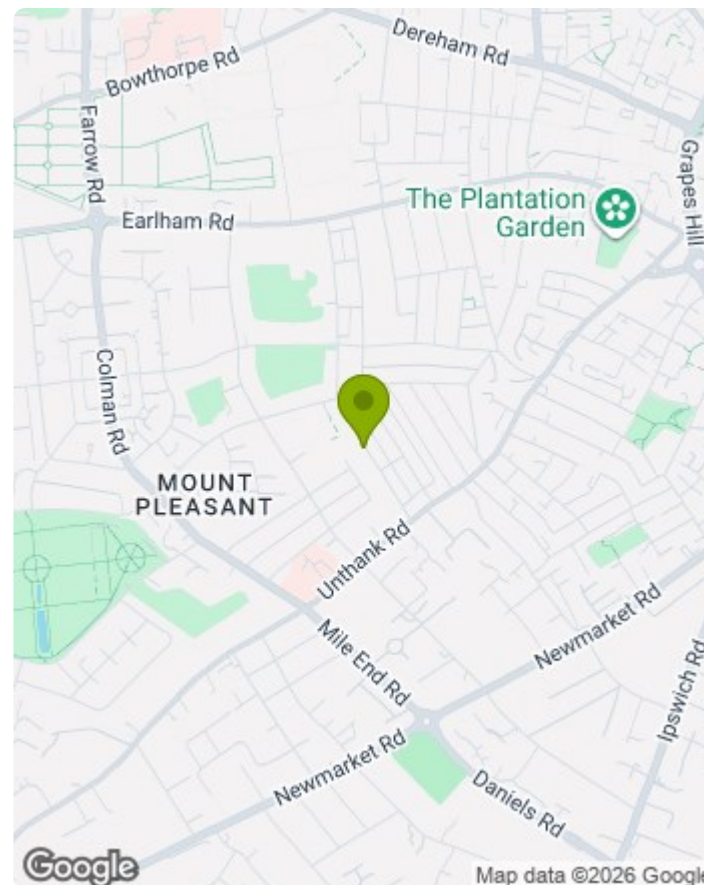 Dereham Rd
Bowthorpe Rd
Farrow Rd
Grapes Hill
The Plantation
Garden
Earlham Rd
Colman Rd
MOUNT
PLEASANT
Unthank Rd
Newmarket Rd
Mile End Rd
Ipswich Rd
Newmarket Rd
Daniels Rd
Google
Map data ©2026 Google